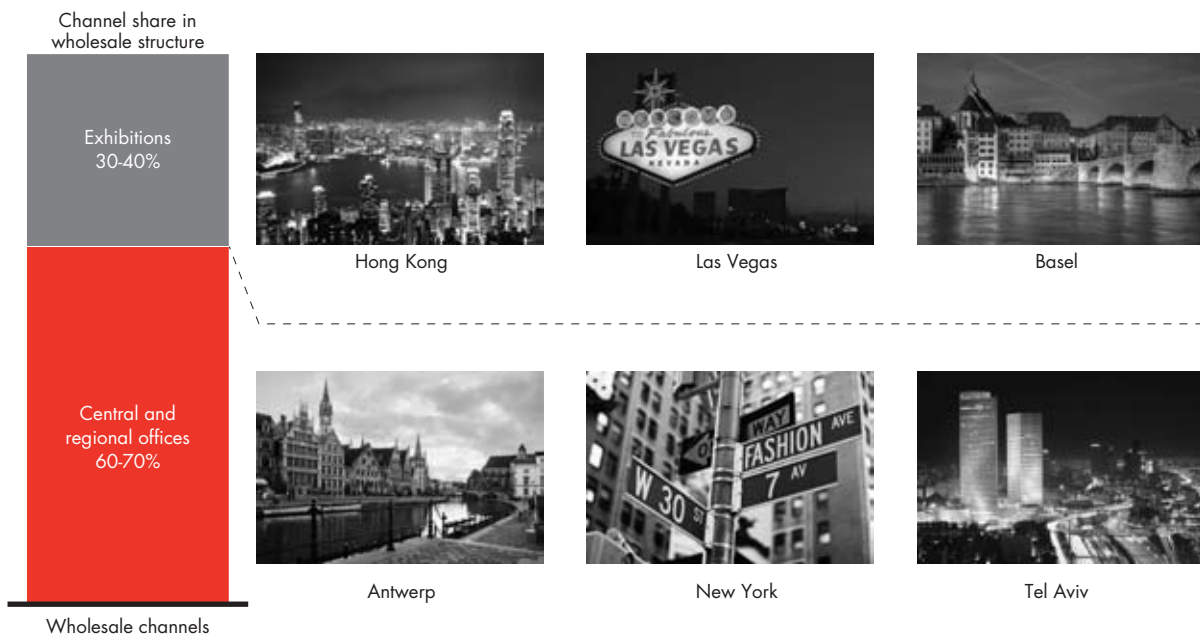 Channel share in
wholesale structure
Exhibitions
30-40%
Fabulous
LAS VEGAS
NEVADA
Hong Kong
Las Vegas
Basel
Central and
regional offices
60-70%
WAY
FASHION AVE
7 AV
W 30 ST
Antwerp
New York
Tel Aviv
Wholesale channels